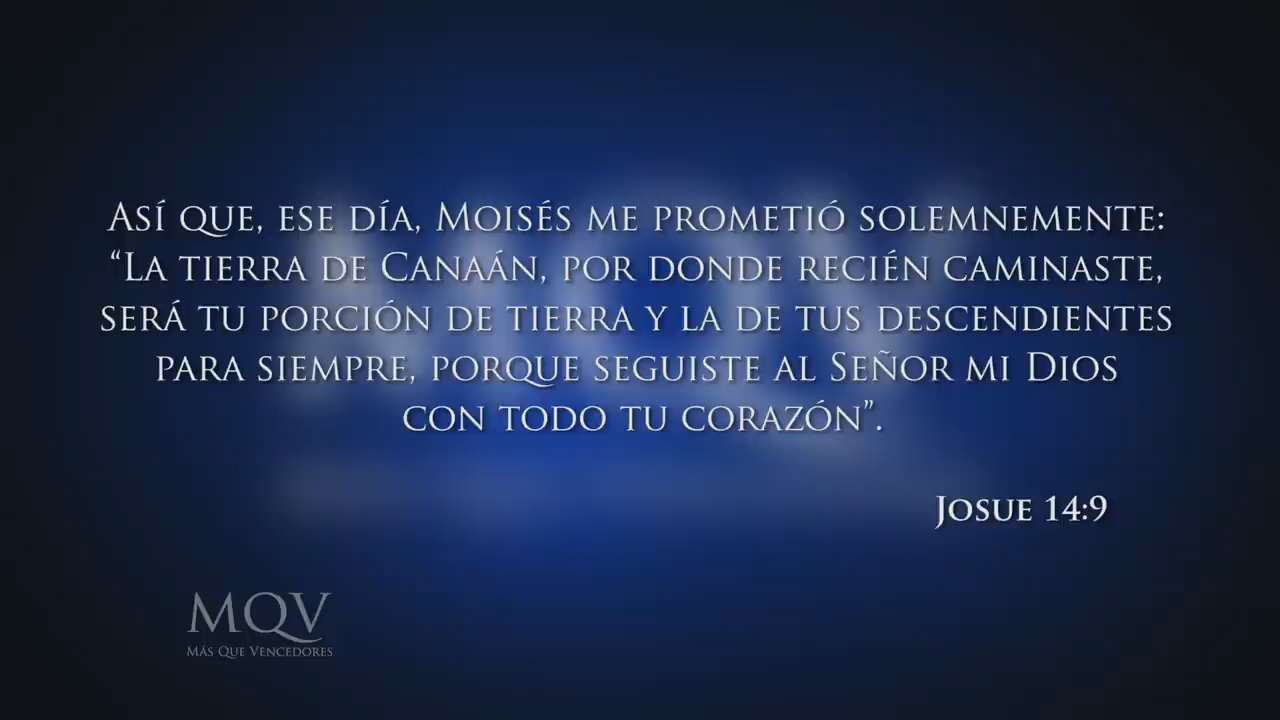 Así que, ese día, Moisés me prometió solemnemente:
“La tierra de Canaán, por donde recién caminaste,
será tu porción de tierra y la de tus descendientes
para siempre, porque seguiste al Señor mi Dios
con todo tu corazón”.
Josue 14:9
MQV
Más Que Vencedores